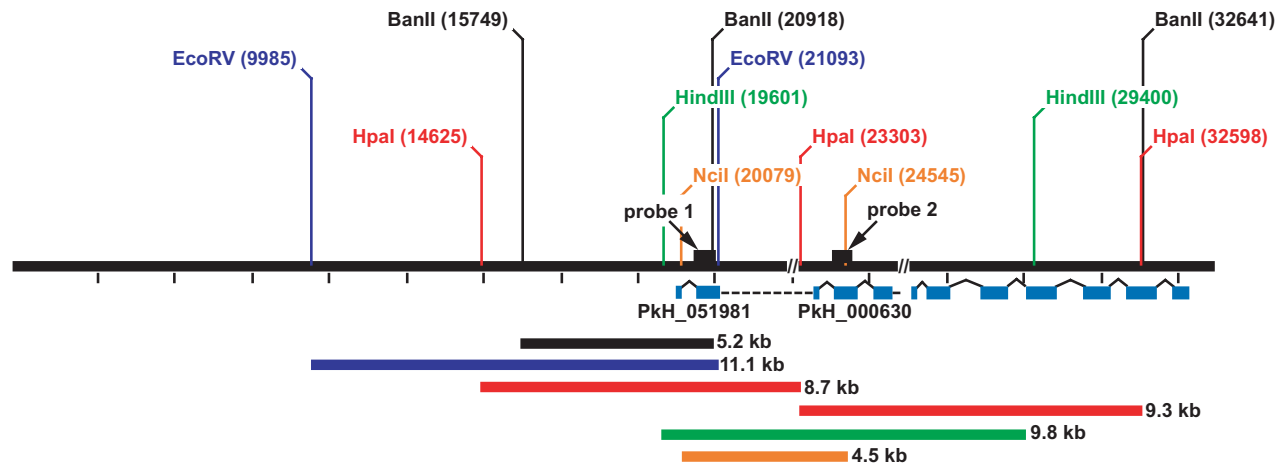 BanII (15749)
BanII (20918)
BanII (32641)
EcoRV (9985)
EcoRV (21093)
HindIII (19601)
HindIII (29400)
HpaI (14625)
HpaI (23303)
HpaI (32598)
NciI (20079)
NciI (24545)
probe 1
probe 2
//
//
PkH_051981
PkH_000630
5.2 kb
11.1 kb
8.7 kb
9.3 kb
9.8 kb
4.5 kb